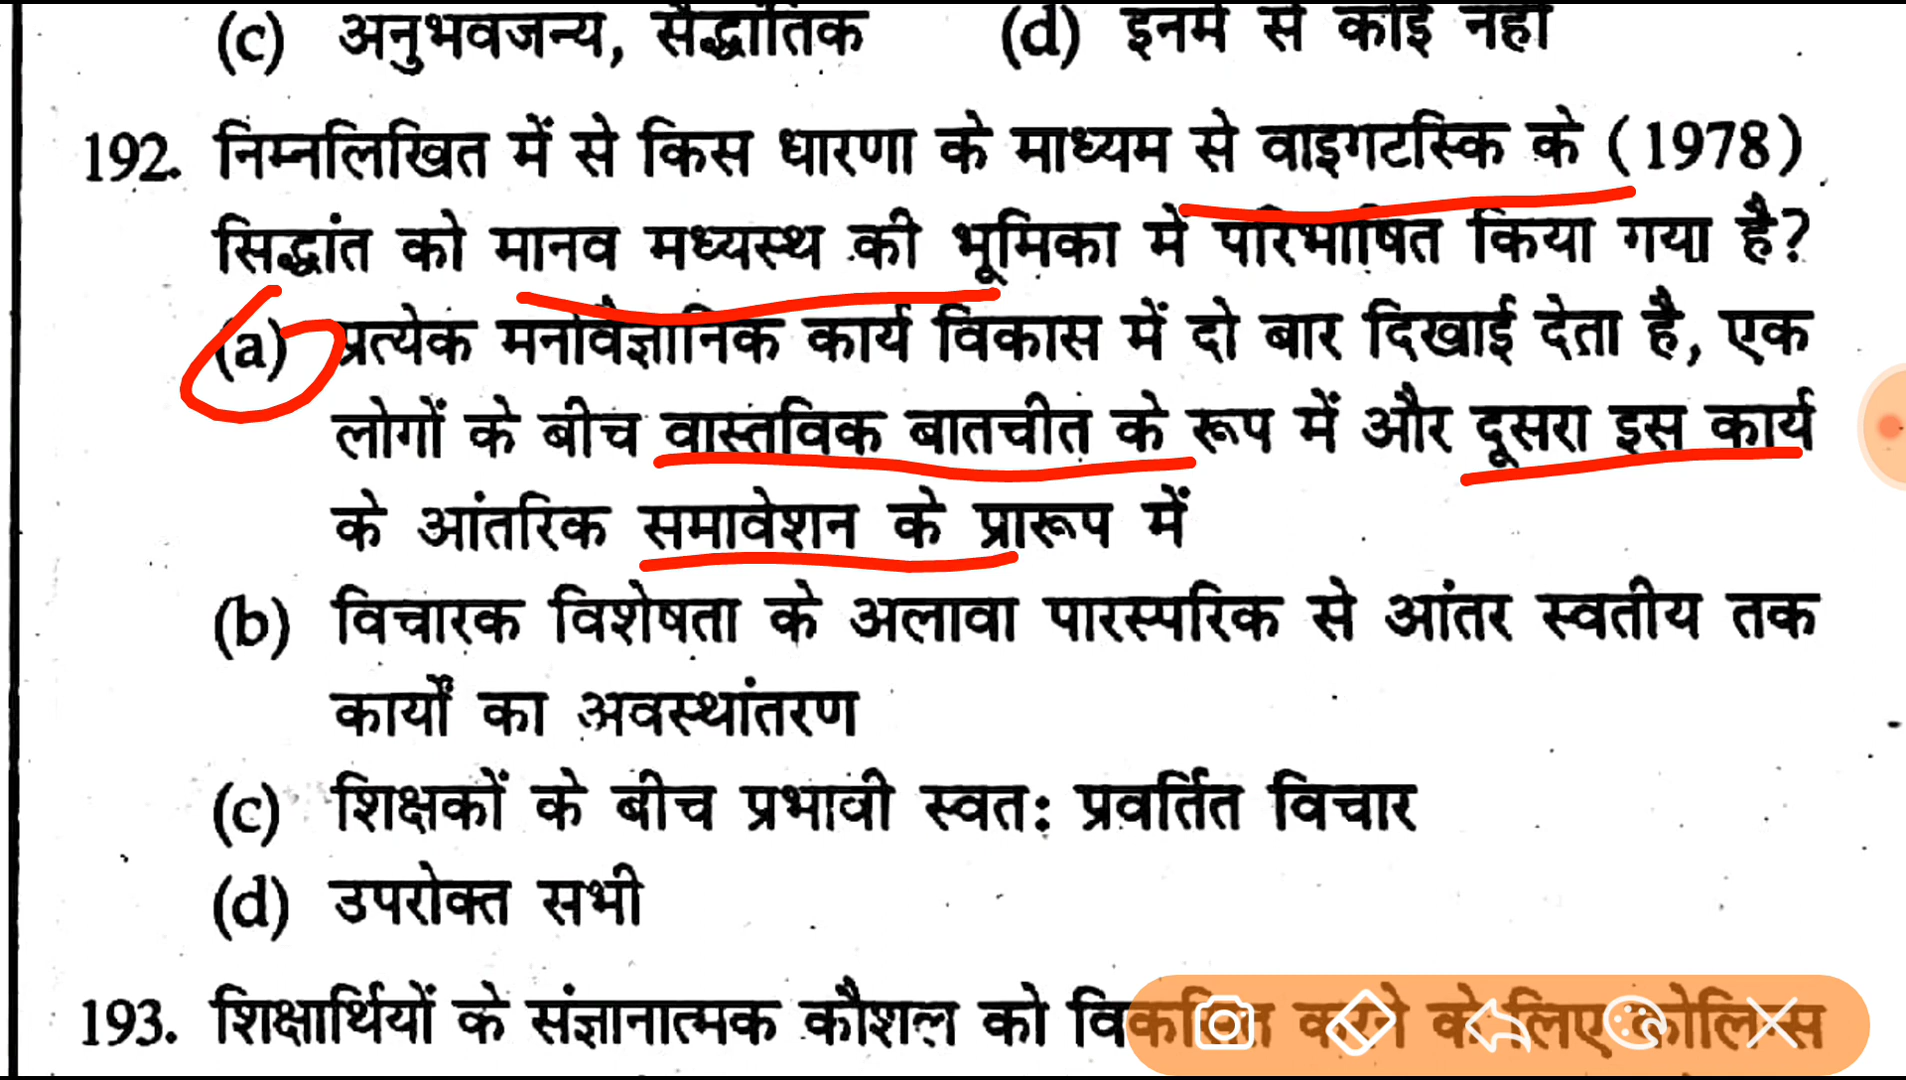 (c) अनुभवजन्य, सैद्धांतिक (d) इनमें से कोई नहीं
192. निम्नलिखित में से किस धारणा के माध्यम से वाइगटस्कि के (1978)
सिद्धांत को मानव मध्यस्थ की भूमिका में परिभाषित किया गया है?
(a) प्रत्येक मनोवैज्ञानिक कार्य विकास में दो बार दिखाई देता है, एक
लोगों के बीच वास्तविक बातचीत के रूप में और दूसरा इस कार्य
के आंतरिक समावेशन के प्रारूप में
(b) विचारक विशेषता के अलावा पारस्परिक से आंतर स्वतीय तक
कार्यों का अवस्थांतरण
(c) शिक्षकों के बीच प्रभावी स्वतः प्रवर्तित विचार
(d) उपरोक्त सभी
193. शिक्षार्थियों के संज्ञानात्मक कौशल को विकसित करने के लिए कोलिन्स